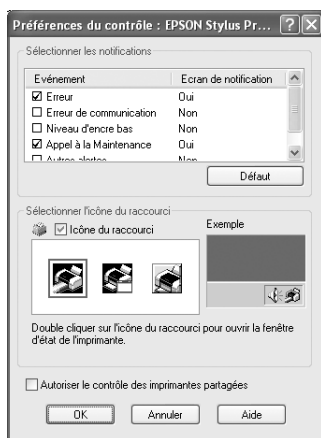 Préférences du contrôle : EPSON Stylus Pr...
Sélectionner les notifications
Evénement Ecran de notification
Erreur Oui
Erreur de communication Non
Niveau d'encre bas Non
Appel à la Maintenance Oui
Autres alertes Non
Défaut
Sélectionner l'icône du raccourci
Icône du raccourci Exemple
Double cliquer sur l'icône du raccourci pour ouvrir la fenêtre
d'état de l'imprimante.
Autoriser le contrôle des imprimantes partagées
OK Annuler Aide